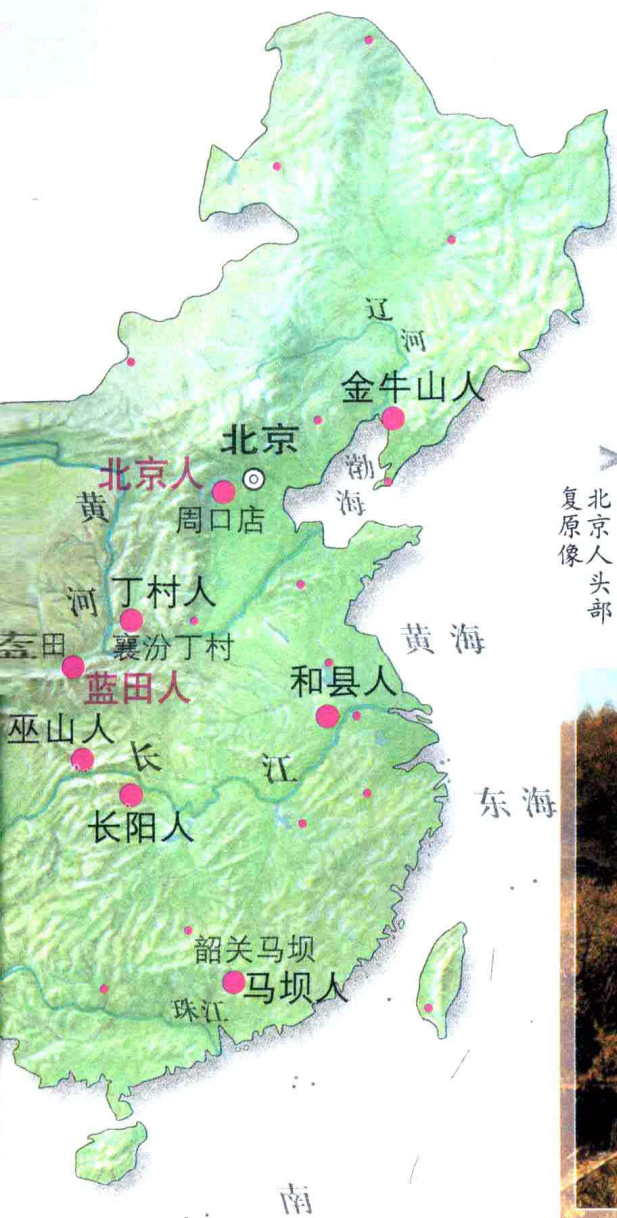 辽河
金牛山人
北京
北京人
周口店
渤海
黄河
丁村人
襄汾丁村
田
蓝田人
和县人
巫山人
长江
长阳人
黄海
东海
韶关马坝
马坝人
珠江
南
北京人头部
复原像